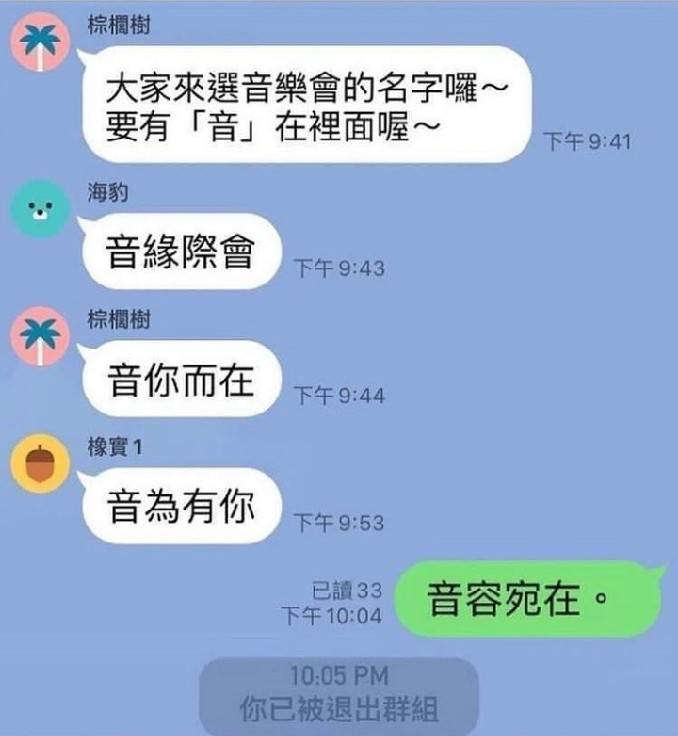 棕櫚樹
大家來選音樂會的名字囉～
要有「音」在裡面喔～
下午9:41
海豹
音緣際會
下午9:43
棕櫚樹
音你而在
下午9:44
橡實1
音為有你
下午9:53
已讀33
下午10:04
音容宛在。
10:05 PM
你已被退出群組